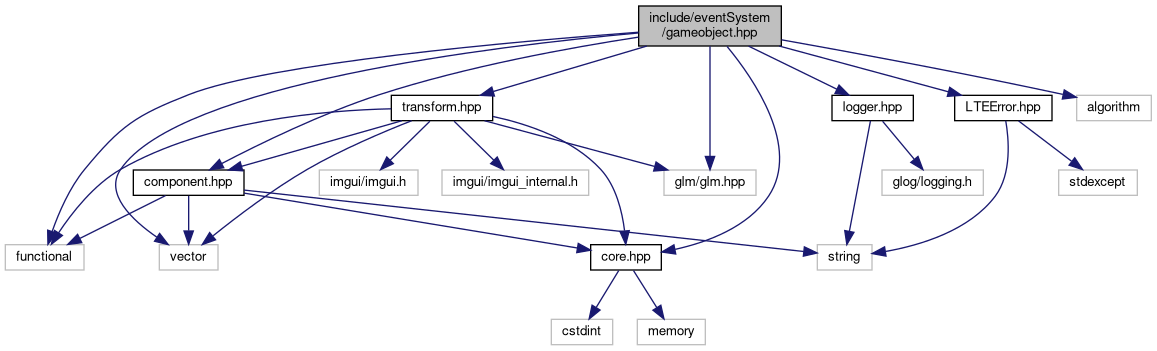 include/eventSystem
/gameobject.hpp
transform.hpp
logger.hpp
LTEError.hpp
algorithm
component.hpp
imgui/imgui.h
imgui/imgui_internal.h
glm/glm.hpp
glog/logging.h
stdexcept
functional
vector
core.hpp
string
cstdint
memory